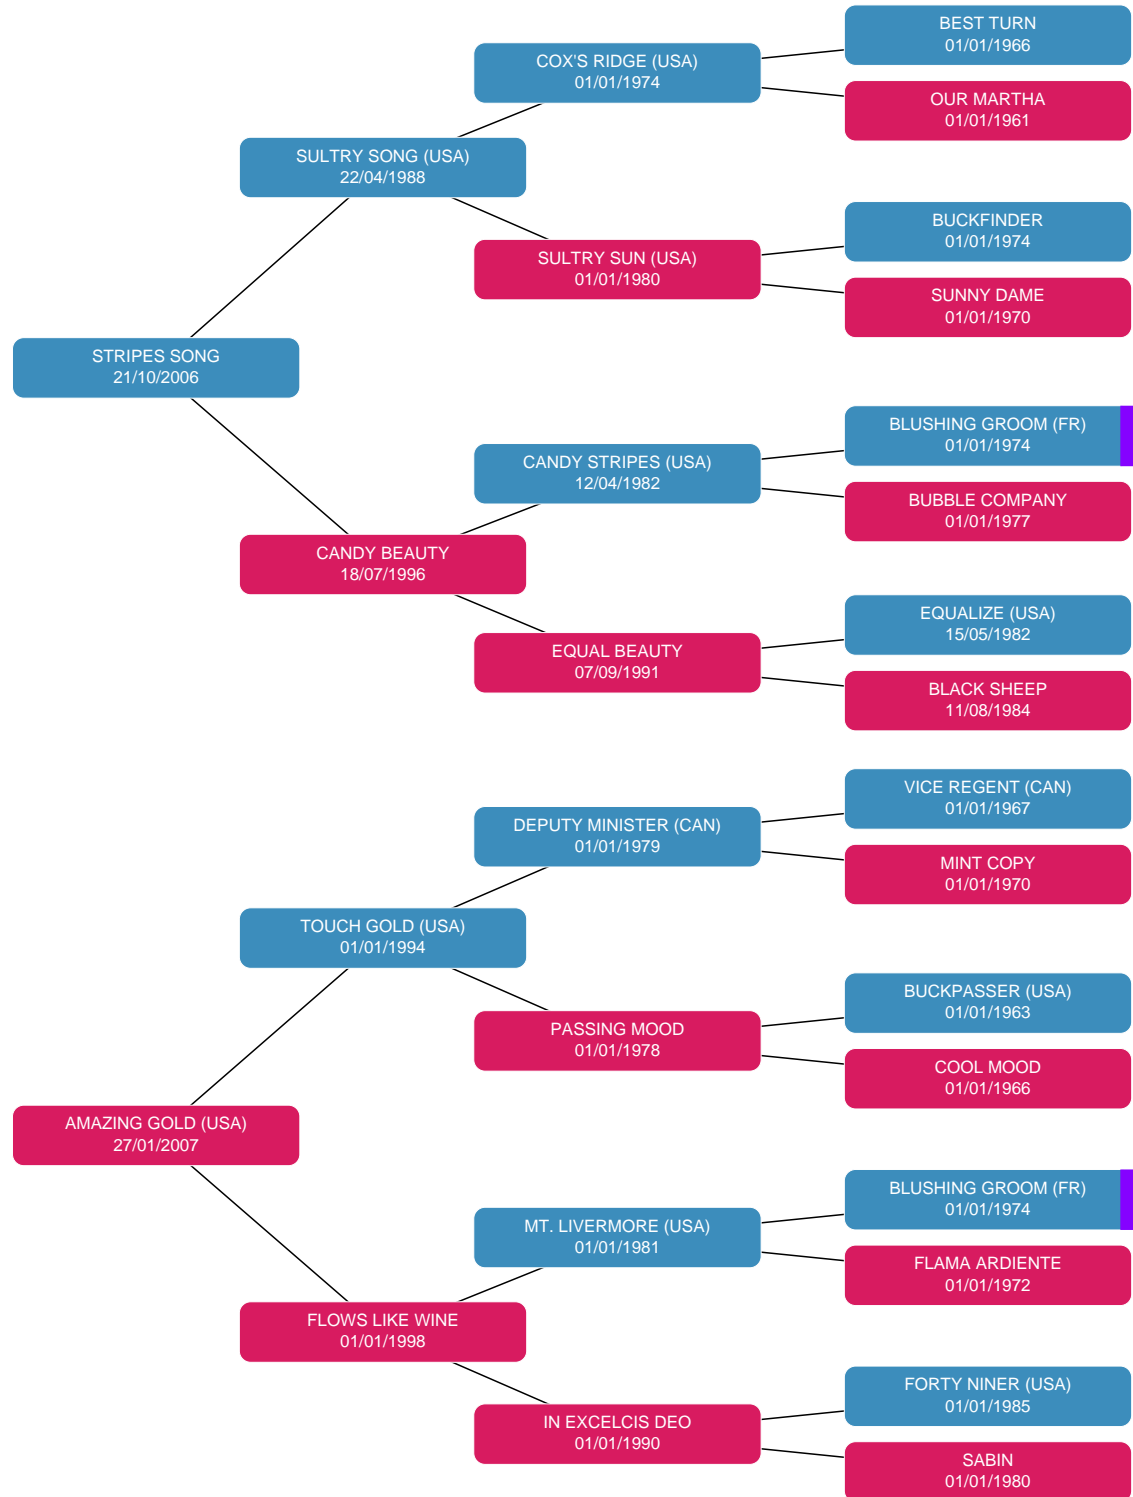 BEST TURN
01/01/1966
COX'S RIDGE (USA)
01/01/1974
OUR MARTHA
01/01/1961
SULTRY SONG (USA)
22/04/1988
BUCKFINDER
01/01/1974
SULTRY SUN (USA)
01/01/1980
SUNNY DAME
01/01/1970
STRIPES SONG
21/10/2006
BLUSHING GROOM (FR)
01/01/1974
CANDY STRIPES (USA)
12/04/1982
BUBBLE COMPANY
01/01/1977
CANDY BEAUTY
18/07/1996
EQUALIZE (USA)
15/05/1982
EQUAL BEAUTY
07/09/1991
BLACK SHEEP
11/08/1984
VICE REGENT (CAN)
01/01/1967
DEPUTY MINISTER (CAN)
01/01/1979
MINT COPY
01/01/1970
TOUCH GOLD (USA)
01/01/1994
BUCKPASSER (USA)
01/01/1963
PASSING MOOD
01/01/1978
COOL MOOD
01/01/1966
AMAZING GOLD (USA)
27/01/2007
BLUSHING GROOM (FR)
01/01/1974
MT. LIVERMORE (USA)
01/01/1981
FLAMA ARDIENTE
01/01/1972
FLOWS LIKE WINE
01/01/1998
FORTY NINER (USA)
01/01/1985
IN EXCELCIS DEO
01/01/1990
SABIN
01/01/1980